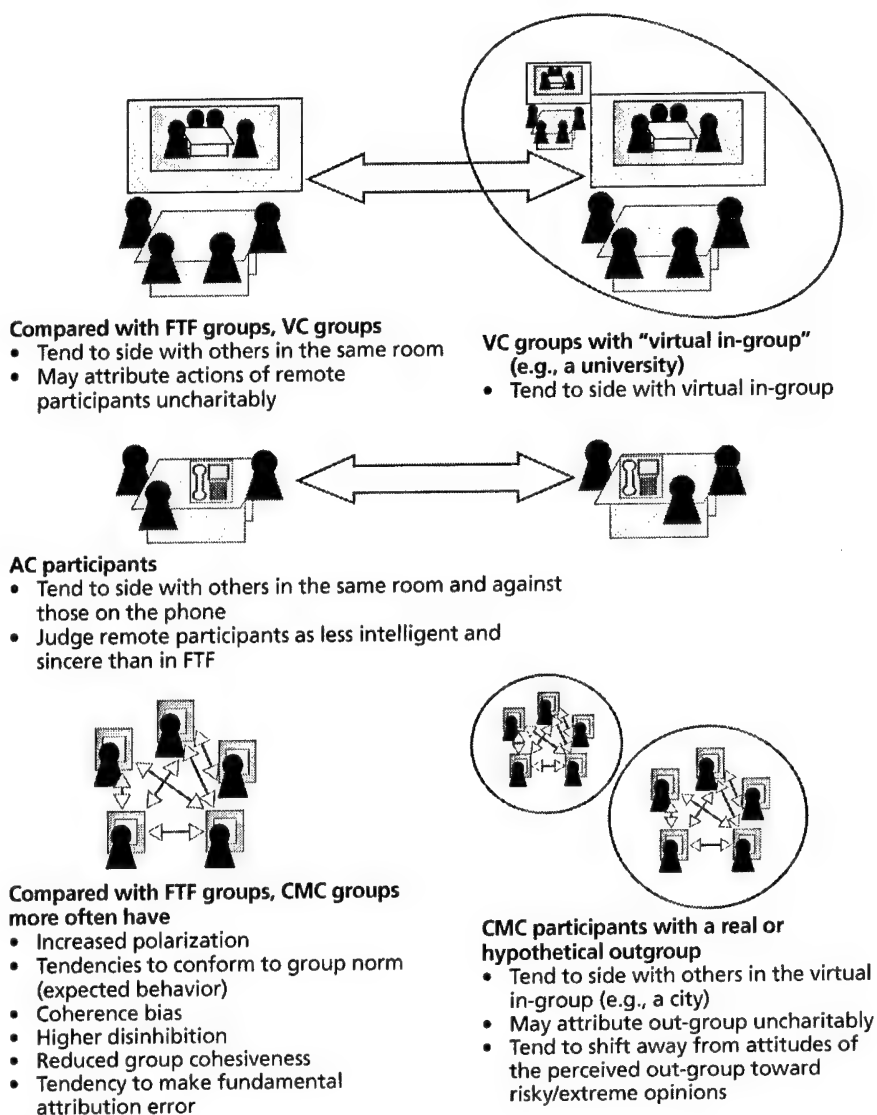 Compared with FTF groups, VC groups
• Tend to side with others in the same room
• May attribute actions of remote
participants uncharitably
VC groups with “virtual in-group”
(e.g., a university)
• Tend to side with virtual in-group
AC participants
• Tend to side with others in the same room and against
those on the phone
• Judge remote participants as less intelligent and
sincere than in FTF
Compared with FTF groups, CMC groups
more often have
• Increased polarization
• Tendencies to conform to group norm
(expected behavior)
• Coherence bias
• Higher disinhibition
• Reduced group cohesiveness
• Tendency to make fundamental
attribution error
CMC participants with a real or
hypothetical outgroup
• Tend to side with others in the virtual
in-group (e.g., a city)
• May attribute out-group uncharitably
• Tend to shift away from attitudes of
the perceived out-group toward
risky/extreme opinions